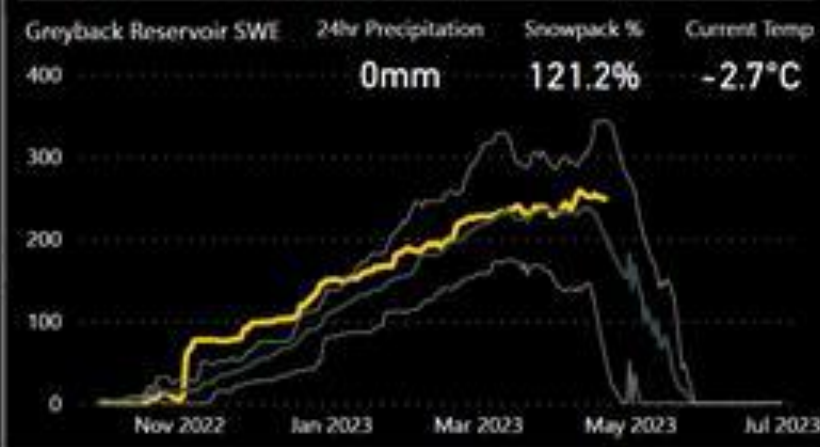 Greyback Reservoir SWE 24hr Precipitation Snowpack % Current Temp
0mm 121.2% -2.7°C
400
300
200
100
0
Nov 2022 Jan 2023 Mar 2023 May 2023 Jul 2023